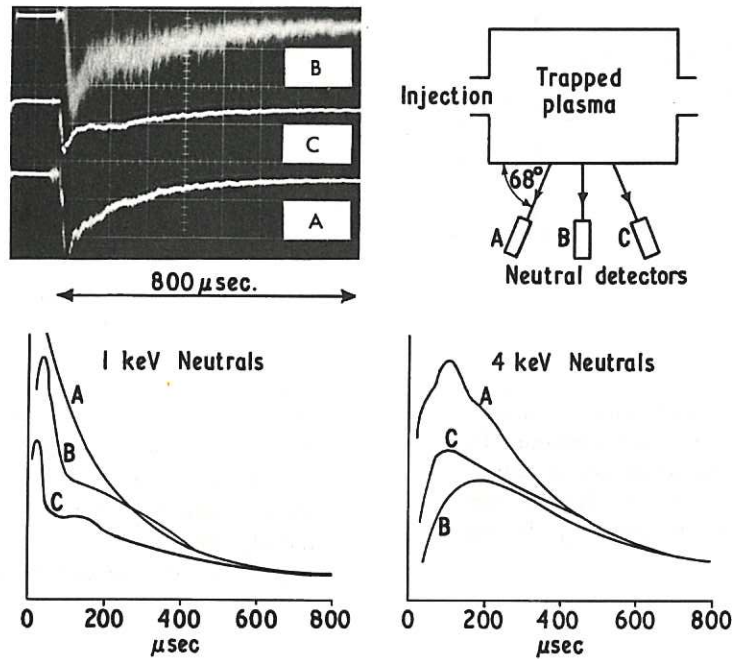 B
C
A
800 μsec.
Injection
Trapped
plasma
68°
A
B
C
Neutral detectors
1 keV Neutrals
A
B
C
0 200 400 600 800
μsec
4 keV Neutrals
A
C
B
0 200 400 600 800
μsec